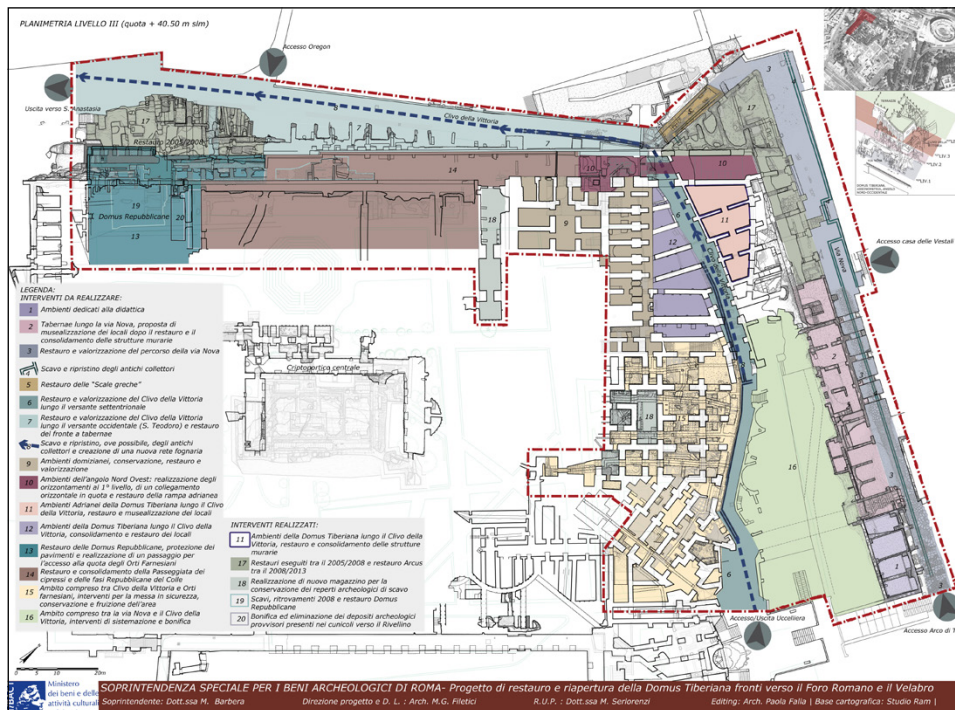 PLANIMETRIA LIVELLO III (quota + 40.50 m slm)
Accesso Oregon
Uscita verso S. Anastasia
Clivo della Vittoria
Restauro 2005/2008
Domus Repubblicane
Accesso casa delle Vestali
Via Nova
Criptoportico centrale
Accesso/Uscita Uccelliera
Accesso Arco di T
LEGENDA:
INTERVENTI DA REALIZZARE:
1 Ambienti dedicati alla didattica
2 Tabernae lungo la via Nova, proposta di
musealizzazione dei locali dopo il restauro e il
consolidamento delle strutture murarie
3 Restauro e valorizzazione del percorso della via Nova
Scavo e ripristino degli antichi collettori
5 Restauro delle "Scale greche"
6 Restauro e valorizzazione del Clivo della Vittoria
lungo il versante settentrionale
7 Restauro e valorizzazione del Clivo della Vittoria
lungo il versante occidentale (S. Teodoro) e restauro
del fronte a tabernae
Scavo e ripristino, ove possibile, degli antichi
collettori e creazione di una nuova rete fognaria
9 Ambienti domizianei, conservazione, restauro e
valorizzazione
10 Ambienti dell'angolo Nord Ovest: realizzazione degli
orizzontamenti al 1° livello, di un collegamento
orizzontale in quota e restauro della rampa adrianea
11 Ambienti Adrianei della Domus Tiberiana lungo il Clivo
della Vittoria, restauro e musealizzazione dei locali
12 Ambienti della Domus Tiberiana lungo il Clivo della
Vittoria, consolidamento e restauro dei locali
13 Restauro delle Domus Repubblicane, protezione dei
pavimenti e realizzazione di un passaggio per
l'accesso alla quota degli Orti Farnesiani
14 Restauro e consolidamento della Passeggiata dei
cipressi e delle fasi Repubblicane del Colle
15 Ambito compreso tra Clivo della Vittoria e Orti
Farnesiani, interventi per la messa in sicurezza,
conservazione e fruizione dell'area
16 Ambito compreso tra la via Nova e il Clivo della
Vittoria, interventi di sistemazione e bonifica
INTERVENTI REALIZZATI:
11 Ambienti della Domus Tiberiana lungo il Clivo della
Vittoria, restauro e consolidamento delle strutture
murarie
17 Restauri eseguiti tra il 2005/2008 e restauro Arcus
tra il 2008/2013
18 Realizzazione di nuovo magazzino per la
conservazione dei reperti archeologici di scavo
19 Scavi, ritrovamenti 2008 e restauro Domus
Repubblicane
20 Bonifica ed eliminazione dei depositi archeologici
provvisori presenti nei cunicoli verso il Rivellino
0 10 20m
Ministero
dei beni e delle
attività culturali
SOPRINTENDENZA SPECIALE PER I BENI ARCHEOLOGICI DI ROMA- Progetto di restauro e riapertura della Domus Tiberiana fronti verso il Foro Romano e il Velabro
Soprintendente: Dott.ssa M. Barbera Direzione progetto e D. L. : Arch. M.G. Filetici R.U.P. : Dott.ssa M. Serlorenzi Editing: Arch. Paola Falla | Base cartografica: Studio Ram |